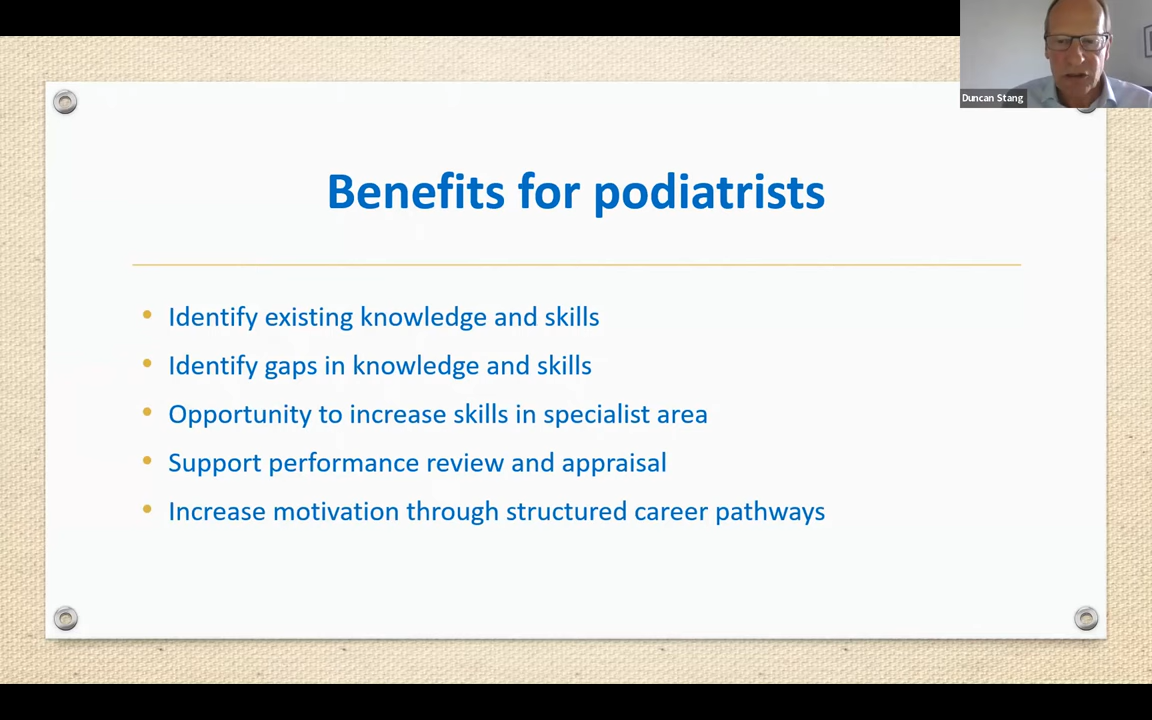 Duncan Stang
Benefits for podiatrists
• Identify existing knowledge and skills
• Identify gaps in knowledge and skills
• Opportunity to increase skills in specialist area
• Support performance review and appraisal
• Increase motivation through structured career pathways